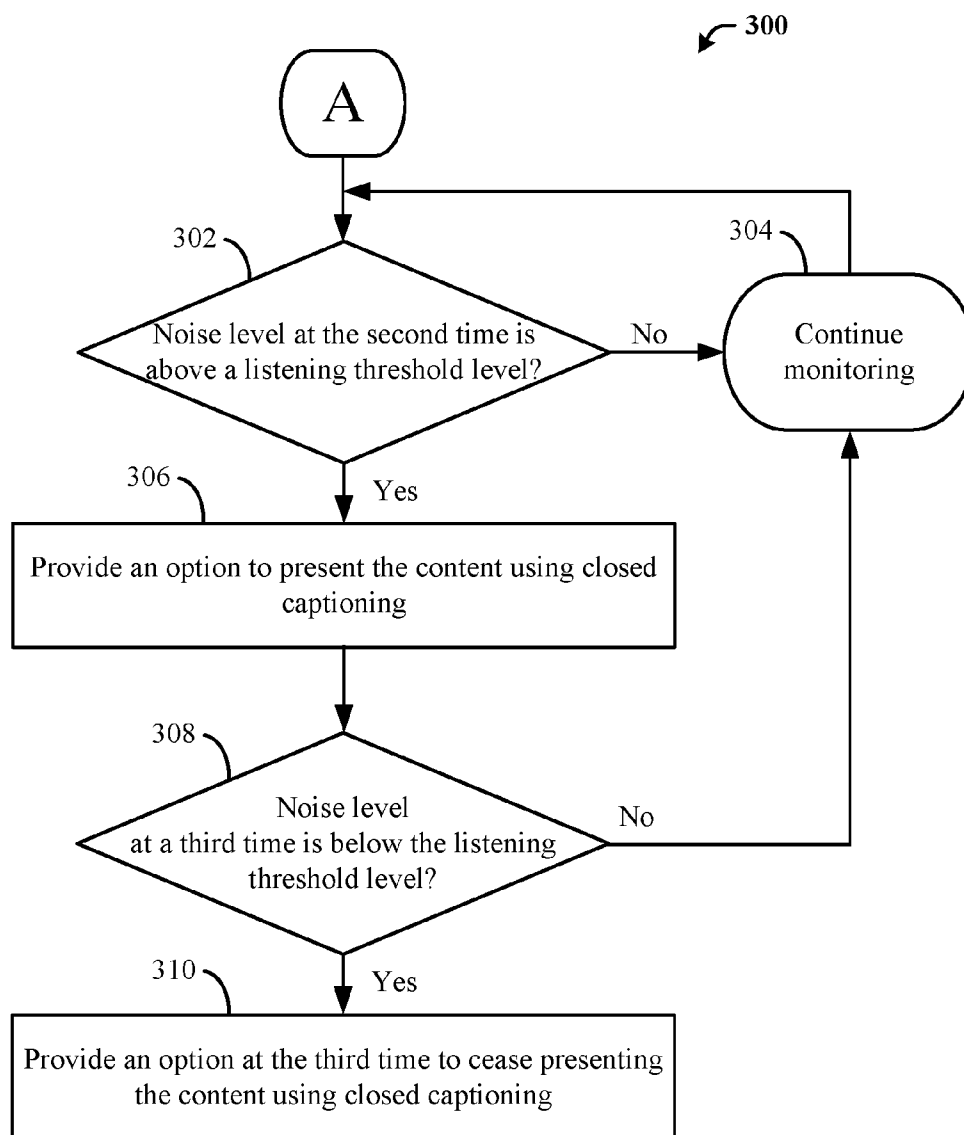 300
A
302
304
Noise level at the second time is
above a listening threshold level?
No
Continue
monitoring
306
Yes
Provide an option to present the content using closed
captioning
308
Noise level
at a third time is below the listening
threshold level?
No
310
Yes
Provide an option at the third time to cease presenting
the content using closed captioning